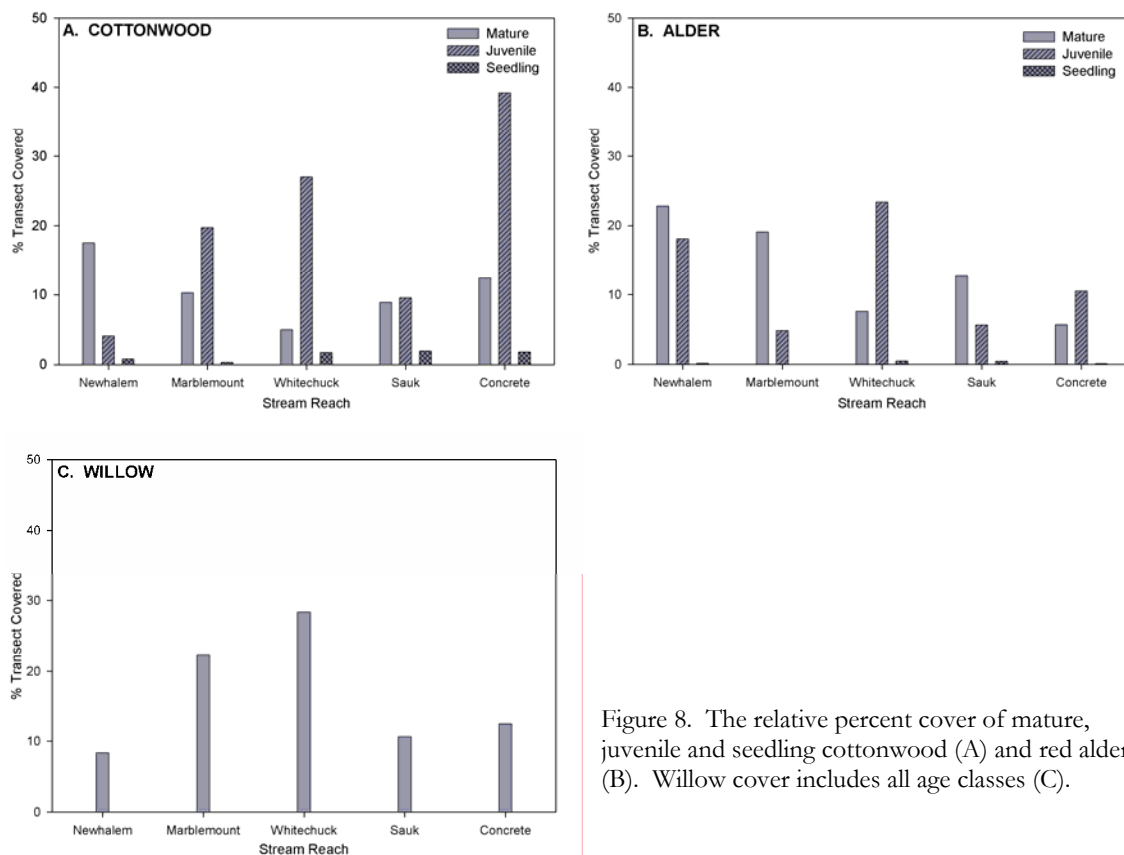 A. COTTONWOOD
Mature
Juvenile
Seedling
50
40
30
20
10
0
% Transect Covered
Newhalem Marblemount Whitechuck Sauk Concrete
Stream Reach
B. ALDER
Mature
Juvenile
Seedling
50
40
30
20
10
0
% Transect Covered
Newhalem Marblemount Whitechuck Sauk Concrete
Stream Reach
C. WILLOW
50
40
30
20
10
0
% Transect Covered
Newhalem Marblemount Whitechuck Sauk Concrete
Stream Reach
Figure 8. The relative percent cover of mature,
juvenile and seedling cottonwood (A) and red alder
(B). Willow cover includes all age classes (C).